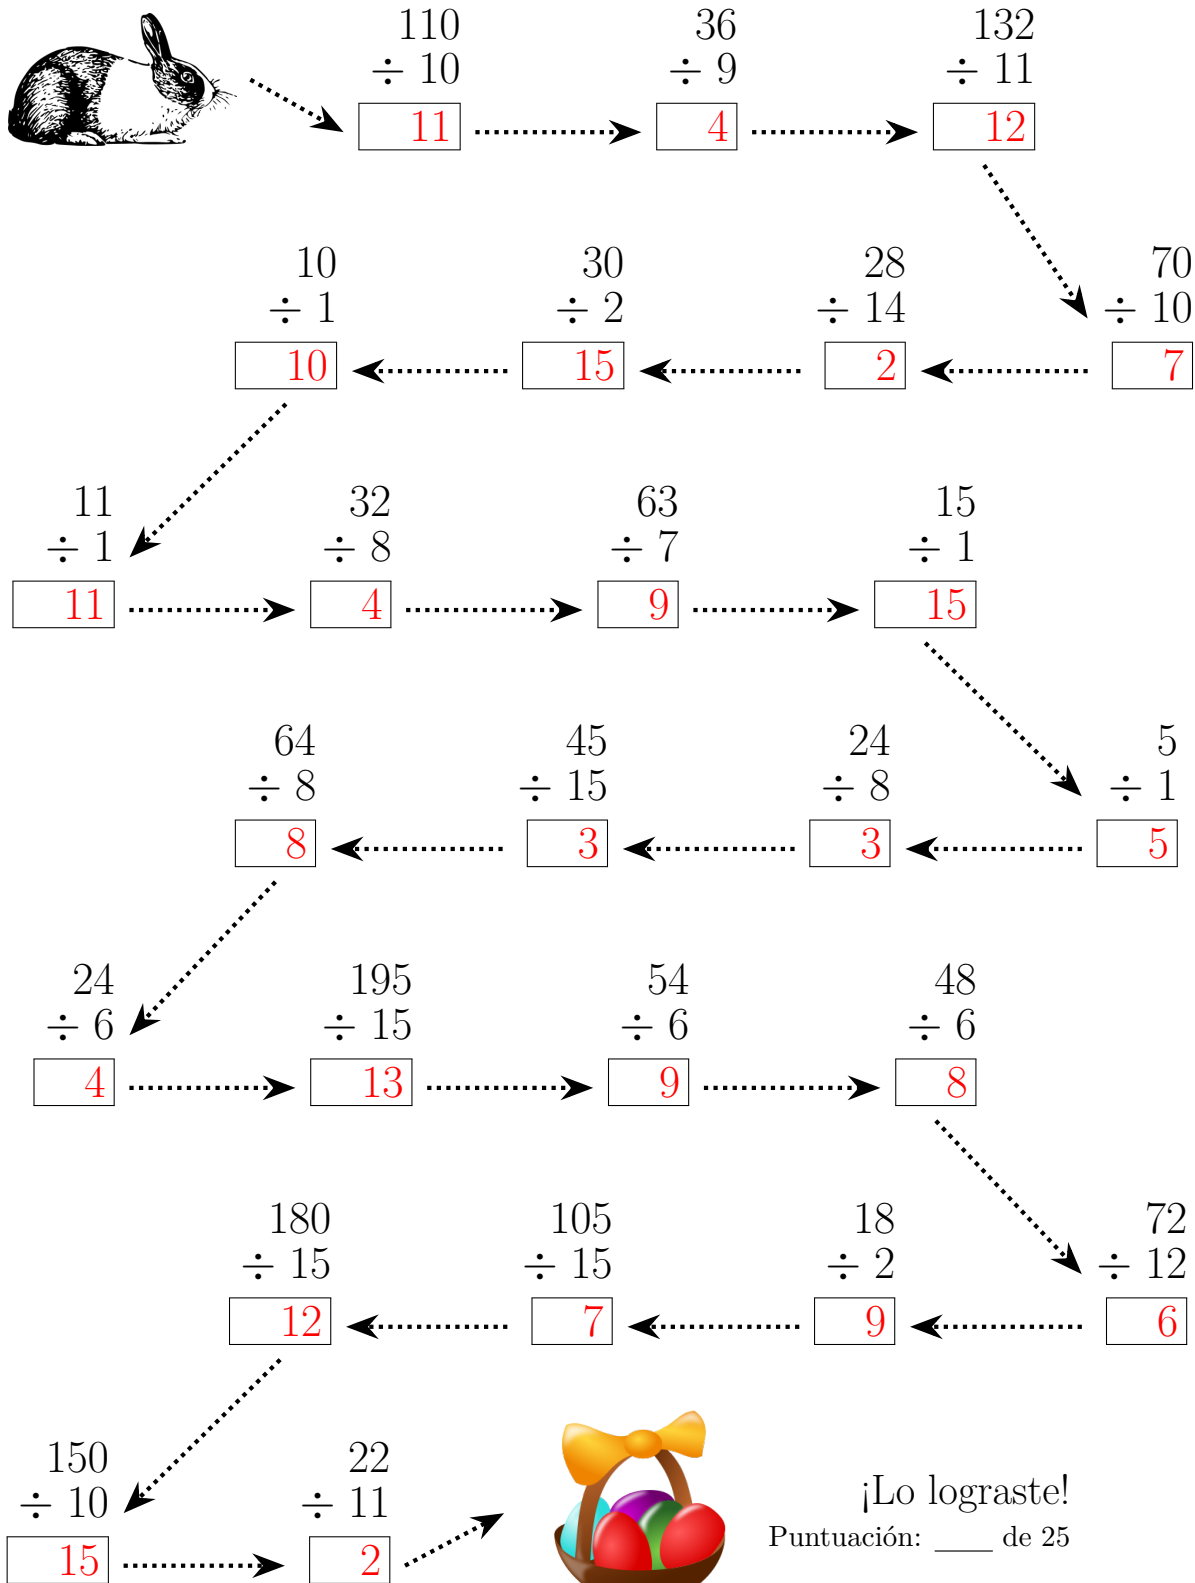 110 36 132
÷ 10 ÷ 9 ÷ 11
11 4 12
10 30 28 70
÷ 1 ÷ 2 ÷ 14 ÷ 10
10 15 2 7
11 32 63 15
÷ 1 ÷ 8 ÷ 7 ÷ 1
11 4 9 15
64 45 24 5
÷ 8 ÷ 15 ÷ 8 ÷ 1
8 3 3 5
24 195 54 48
÷ 6 ÷ 15 ÷ 6 ÷ 6
4 13 9 8
180 105 18 72
÷ 15 ÷ 15 ÷ 2 ÷ 12
12 7 9 6
150 22
÷ 10 ÷ 11
15 2
¡Lo lograste!
Puntuación: ____ de 25